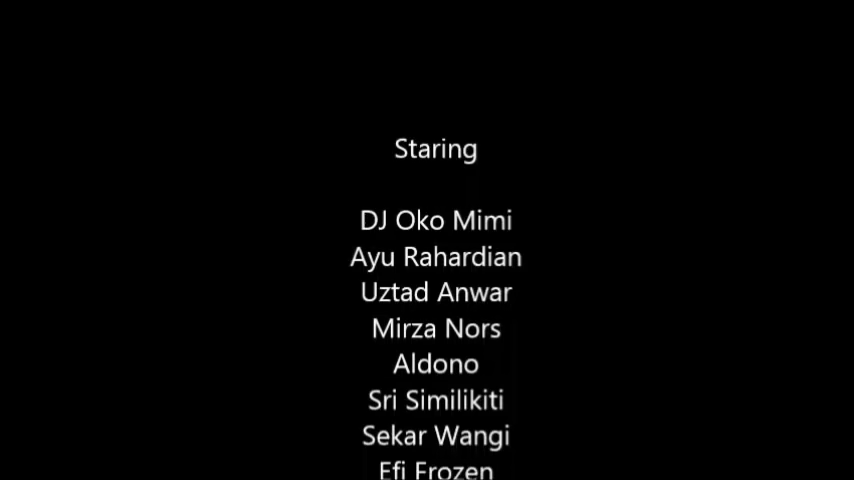 Staring
DJ Oko Mimi
Ayu Rahardian
Uztad Anwar
Mirza Nors
Aldono
Sri Similikiti
Sekar Wangi
Efi Frozen